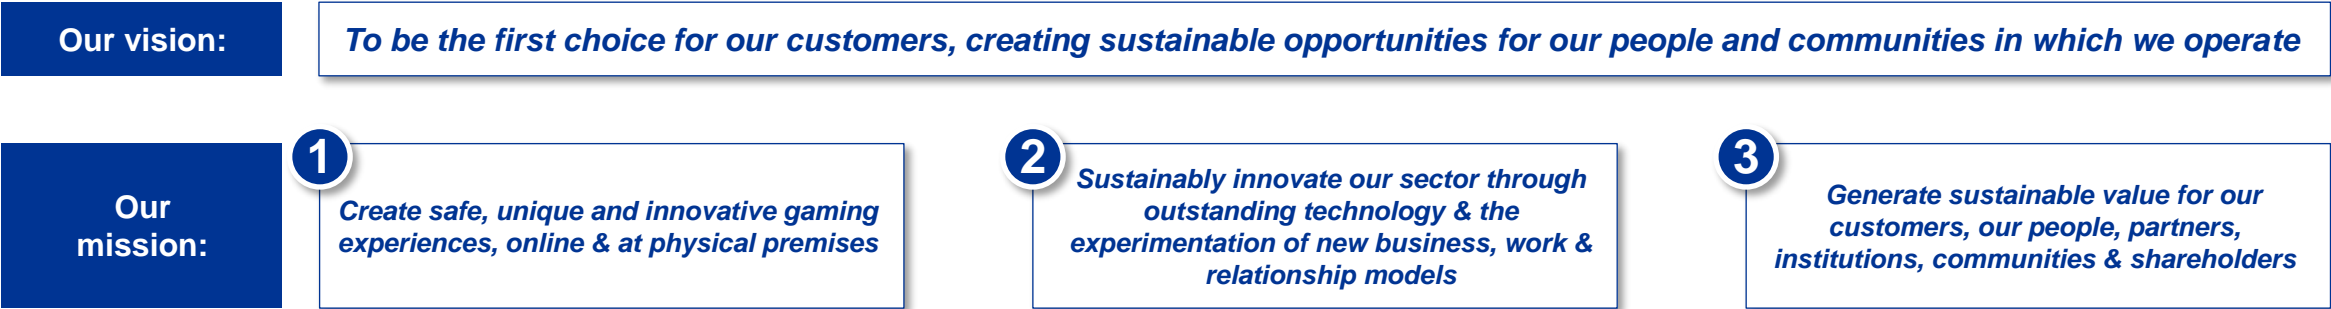 Our vision:
To be the first choice for our customers, creating sustainable opportunities for our people and communities in which we operate
Our
mission:
1
Create safe, unique and innovative gaming
experiences, online & at physical premises
2
Sustainably innovate our sector through
outstanding technology & the
experimentation of new business, work &
relationship models
3
Generate sustainable value for our
customers, our people, partners,
institutions, communities & shareholders